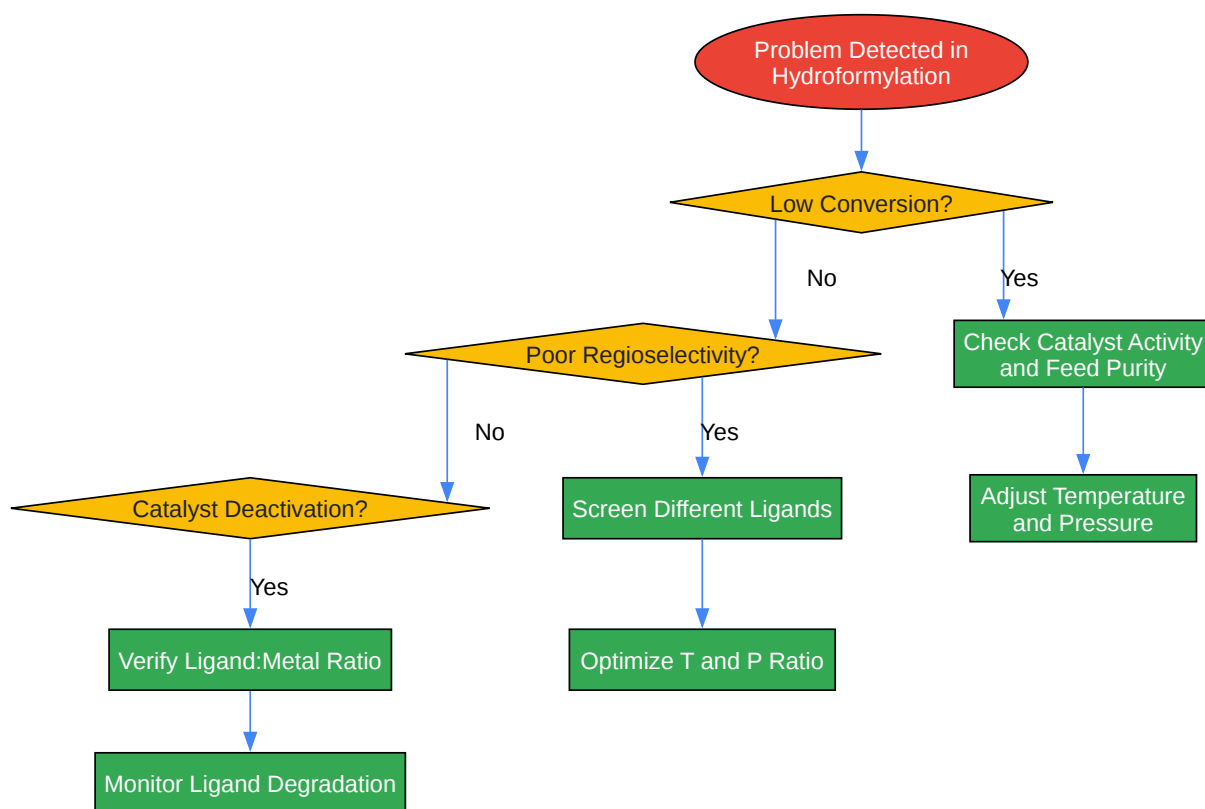 Problem Detected in
Hydroformylation
Low Conversion?
No
Yes
Poor Regioselectivity?
Check Catalyst Activity
and Feed Purity
No
Yes
Catalyst Deactivation?
Screen Different Ligands
Adjust Temperature
and Pressure
Yes
Verify Ligand:Metal Ratio
Optimize T and P Ratio
Monitor Ligand Degradation